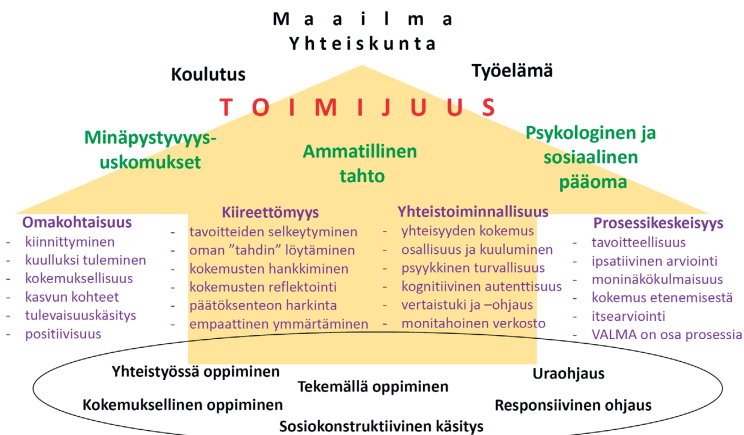 Maailma
Yhteiskunta
Koulutus
Työelämä
TOIMIJUUS
Minäpystyvyys-
uskomukset
Ammatillinen
tahto
Psykologinen ja
sosiaalinen
pääoma
Omakohtaisuus
- kiinnittyminen
- kuulluksi tuleminen
- kokemuksellisuus
- kasvun kohteet
- tulevaisuuskäsitys
- positiivisuus
Kiireettömyys
- tavoitteiden selkeytyminen
- oman ”tahdin” löytäminen
- kokemusten hankkiminen
- kokemusten reflektointi
- päätöksenteon harkinta
- empaattinen ymmärtäminen
Yhteistoiminnallisuus
- yhteisyyden kokemus
- osallisuus ja kuuluminen
- psyykkinen turvallisuus
- kognitiivinen autenttisuus
- vertaistuki ja –ohjaus
- monitahoinen verkosto
Prosessikeskeisyys
- tavoitteellisuus
- ipsatiivinen arviointi
- moninäkökulmaisuus
- kokemus etenemisestä
- itsearviointi
- VALMA on osa prosessia
Yhteistyössä oppiminen
Tekemällä oppiminen
Uraohjaus
Kokemuksellinen oppiminen
Responsiivinen ohjaus
Sosiokonstruktiivinen käsitys